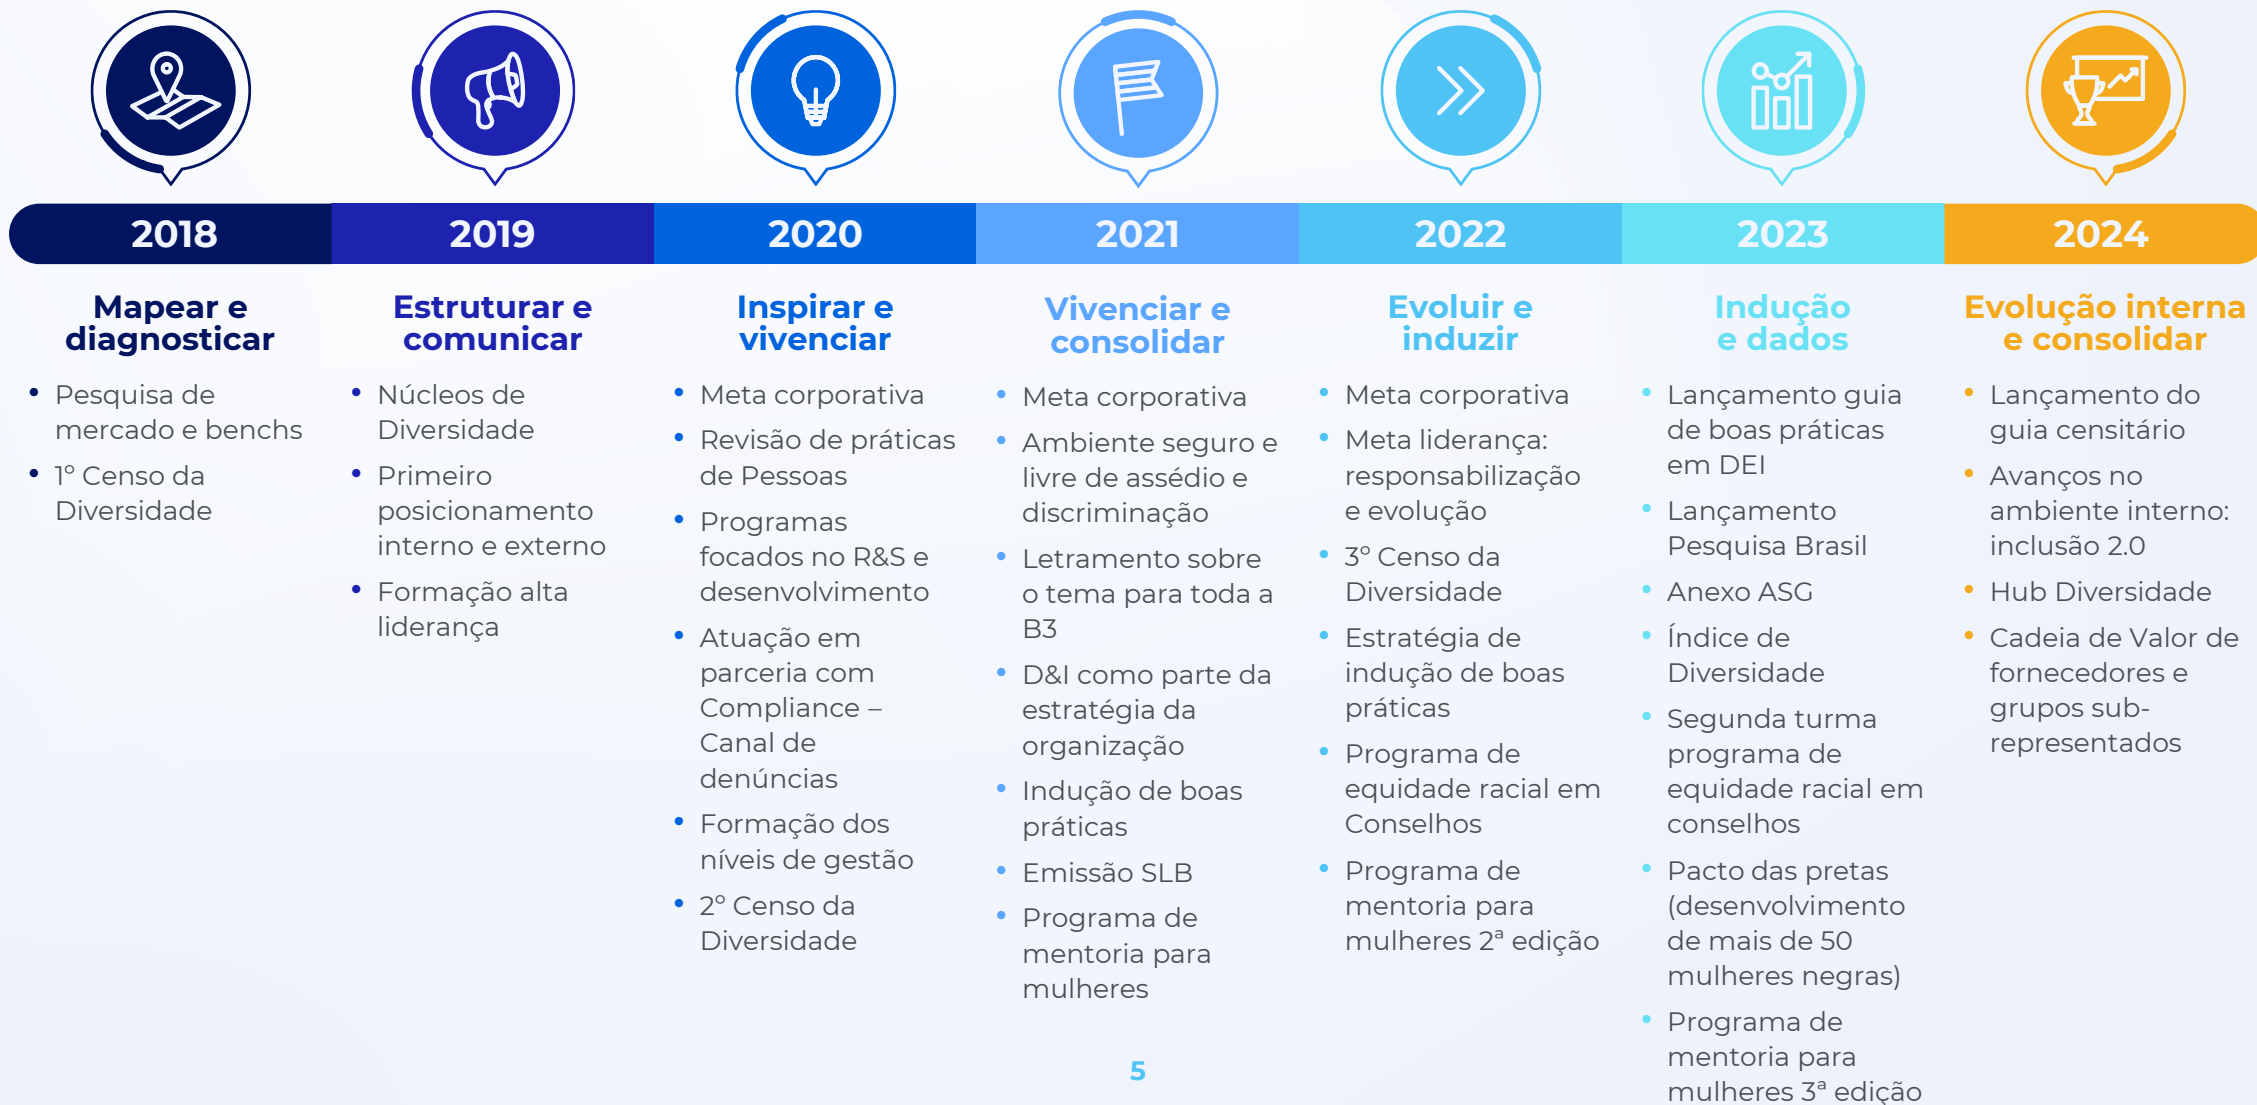 2018
Mapear e
diagnosticar
• Pesquisa de
mercado e benchs
• 1º Censo da
Diversidade
2019
Estruturar e
comunicar
• Núcleos de
Diversidade
• Primeiro
posicionamento
interno e externo
• Formação alta
liderança
2020
Inspirar e
vivenciar
• Meta corporativa
• Revisão de práticas
de Pessoas
• Programas
focados no R&S e
desenvolvimento
• Atuação em
parceria com
Compliance –
Canal de
denúncias
• Formação dos
níveis de gestão
• 2º Censo da
Diversidade
2021
Vivenciar e
consolidar
• Meta corporativa
• Ambiente seguro e
livre de assédio e
discriminação
• Letramento sobre
o tema para toda a
B3
• D&I como parte da
estratégia da
organização
• Indução de boas
práticas
• Emissão SLB
• Programa de
mentoria para
mulheres
2022
Evoluir e
induzir
• Meta corporativa
• Meta liderança:
responsabilização
e evolução
• 3º Censo da
Diversidade
• Estratégia de
indução de boas
práticas
• Programa de
equidade racial em
Conselhos
• Programa de
mentoria para
mulheres 2ª edição
2023
Indução
e dados
• Lançamento guia
de boas práticas
em DEI
• Lançamento
Pesquisa Brasil
• Anexo ASG
• Índice de
Diversidade
• Segunda turma
programa de
equidade racial em
conselhos
• Pacto das pretas
(desenvolvimento
de mais de 50
mulheres negras)
• Programa de
mentoria para
mulheres 3ª edição
2024
Evolução interna
e consolidar
• Lançamento do
guia censitário
• Avanços no
ambiente interno:
inclusão 2.0
• Hub Diversidade
• Cadeia de Valor de
fornecedores e
grupos sub-
representados
5